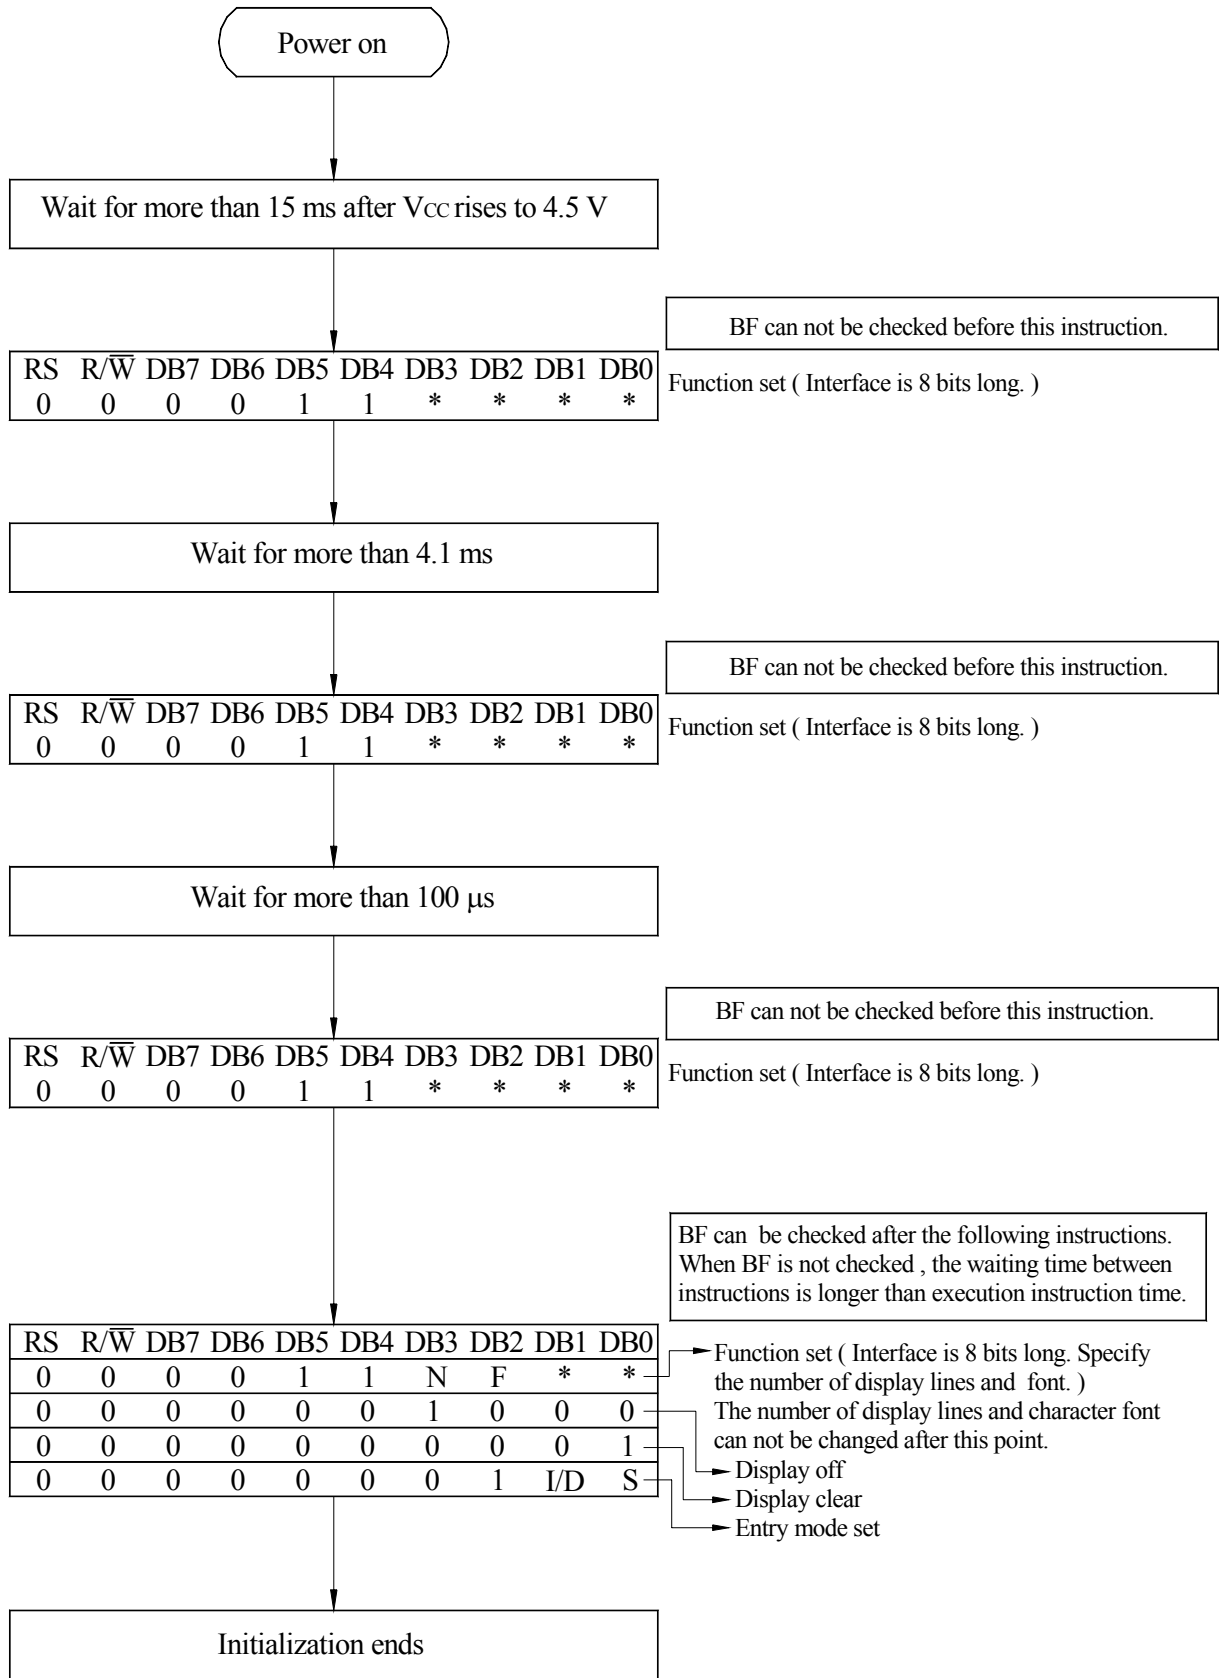 Power on
Wait for more than 15 ms after VCC rises to 4.5 V
BF can not be checked before this instruction.
RS R/W̅ DB7 DB6 DB5 DB4 DB3 DB2 DB1 DB0
0 0 0 0 1 1 * * * *
Function set ( Interface is 8 bits long. )
Wait for more than 4.1 ms
BF can not be checked before this instruction.
RS R/W̅ DB7 DB6 DB5 DB4 DB3 DB2 DB1 DB0
0 0 0 0 1 1 * * * *
Function set ( Interface is 8 bits long. )
Wait for more than 100 μs
BF can not be checked before this instruction.
RS R/W̅ DB7 DB6 DB5 DB4 DB3 DB2 DB1 DB0
0 0 0 0 1 1 * * * *
Function set ( Interface is 8 bits long. )
BF can be checked after the following instructions.
When BF is not checked , the waiting time between
instructions is longer than execution instruction time.
RS R/W̅ DB7 DB6 DB5 DB4 DB3 DB2 DB1 DB0
0 0 0 0 1 1 N F * *
0 0 0 0 0 0 1 0 0 0
0 0 0 0 0 0 0 0 0 1
0 0 0 0 0 0 0 1 I/D S
Function set ( Interface is 8 bits long. Specify
the number of display lines and font. )
The number of display lines and character font
can not be changed after this point.
Display off
Display clear
Entry mode set
Initialization ends